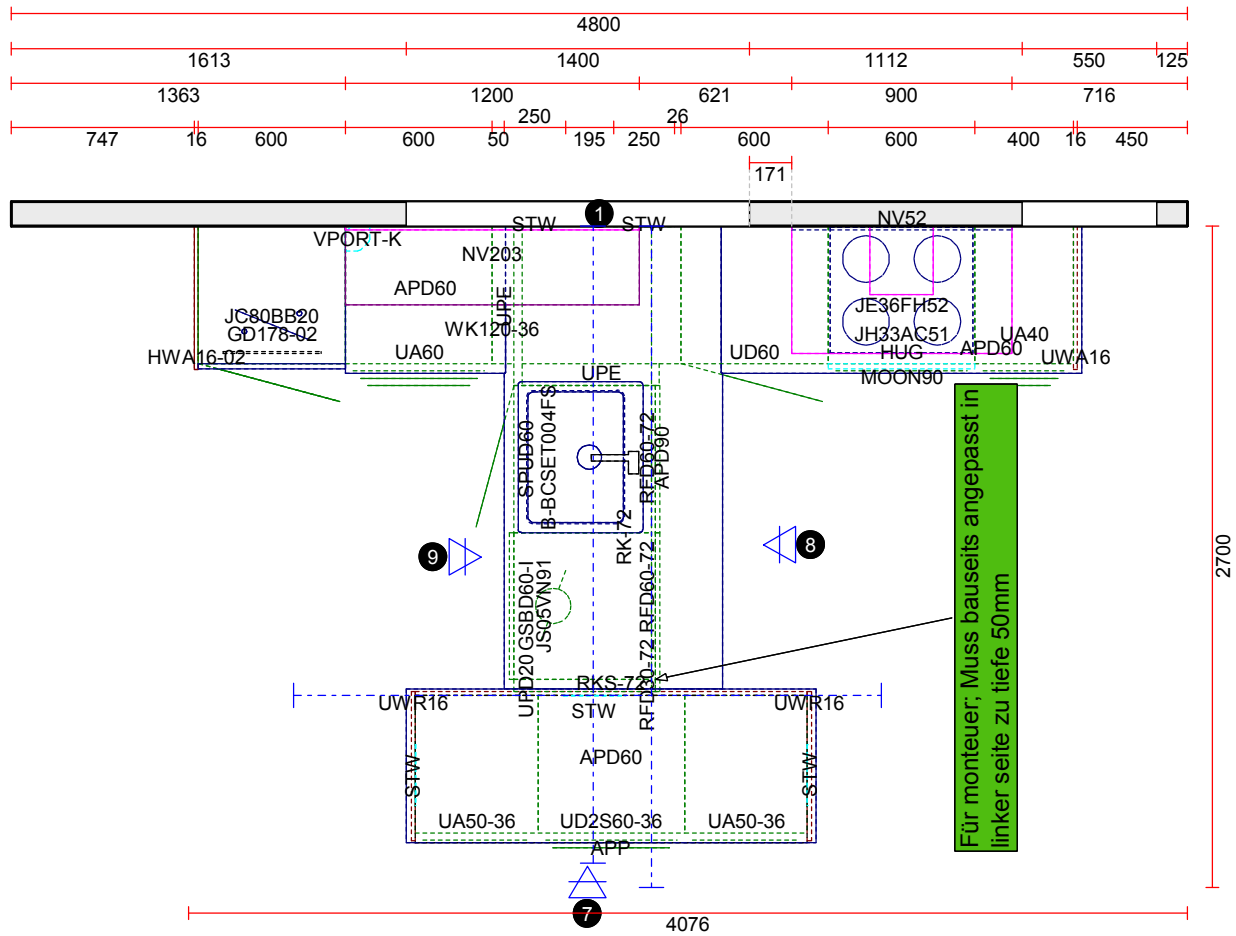 4800
1613 1400 1112 550 125
1363 1200 621 900 716
250 26
747 16 600 600 50 195 250 600 600 400 16 450
171
1
STW STW NV52
VPORT-K
NV203
APD60
UPE
JC80BB20
GD178-02
WK120-36
JE36FH52
JH33AC51
UA40
HWA16-02
UA60
UD60
HUG
APD60
UWA16
UPE
MOON90
SPUD60
B-BCSET004FS
RFD60-72
APD90
RK-72
9
8
2700
UPD20 GSBD60-I
JS05VN91
RFD30-72 RFD60-72
Für monteuer; Muss bauseits angepasst in
linker seite zu tiefe 50mm
RKS-72
UWR16
STW
UWR16
APD60
STW
STW
UA50-36 UD2S60-36 UA50-36
APP
7
4076